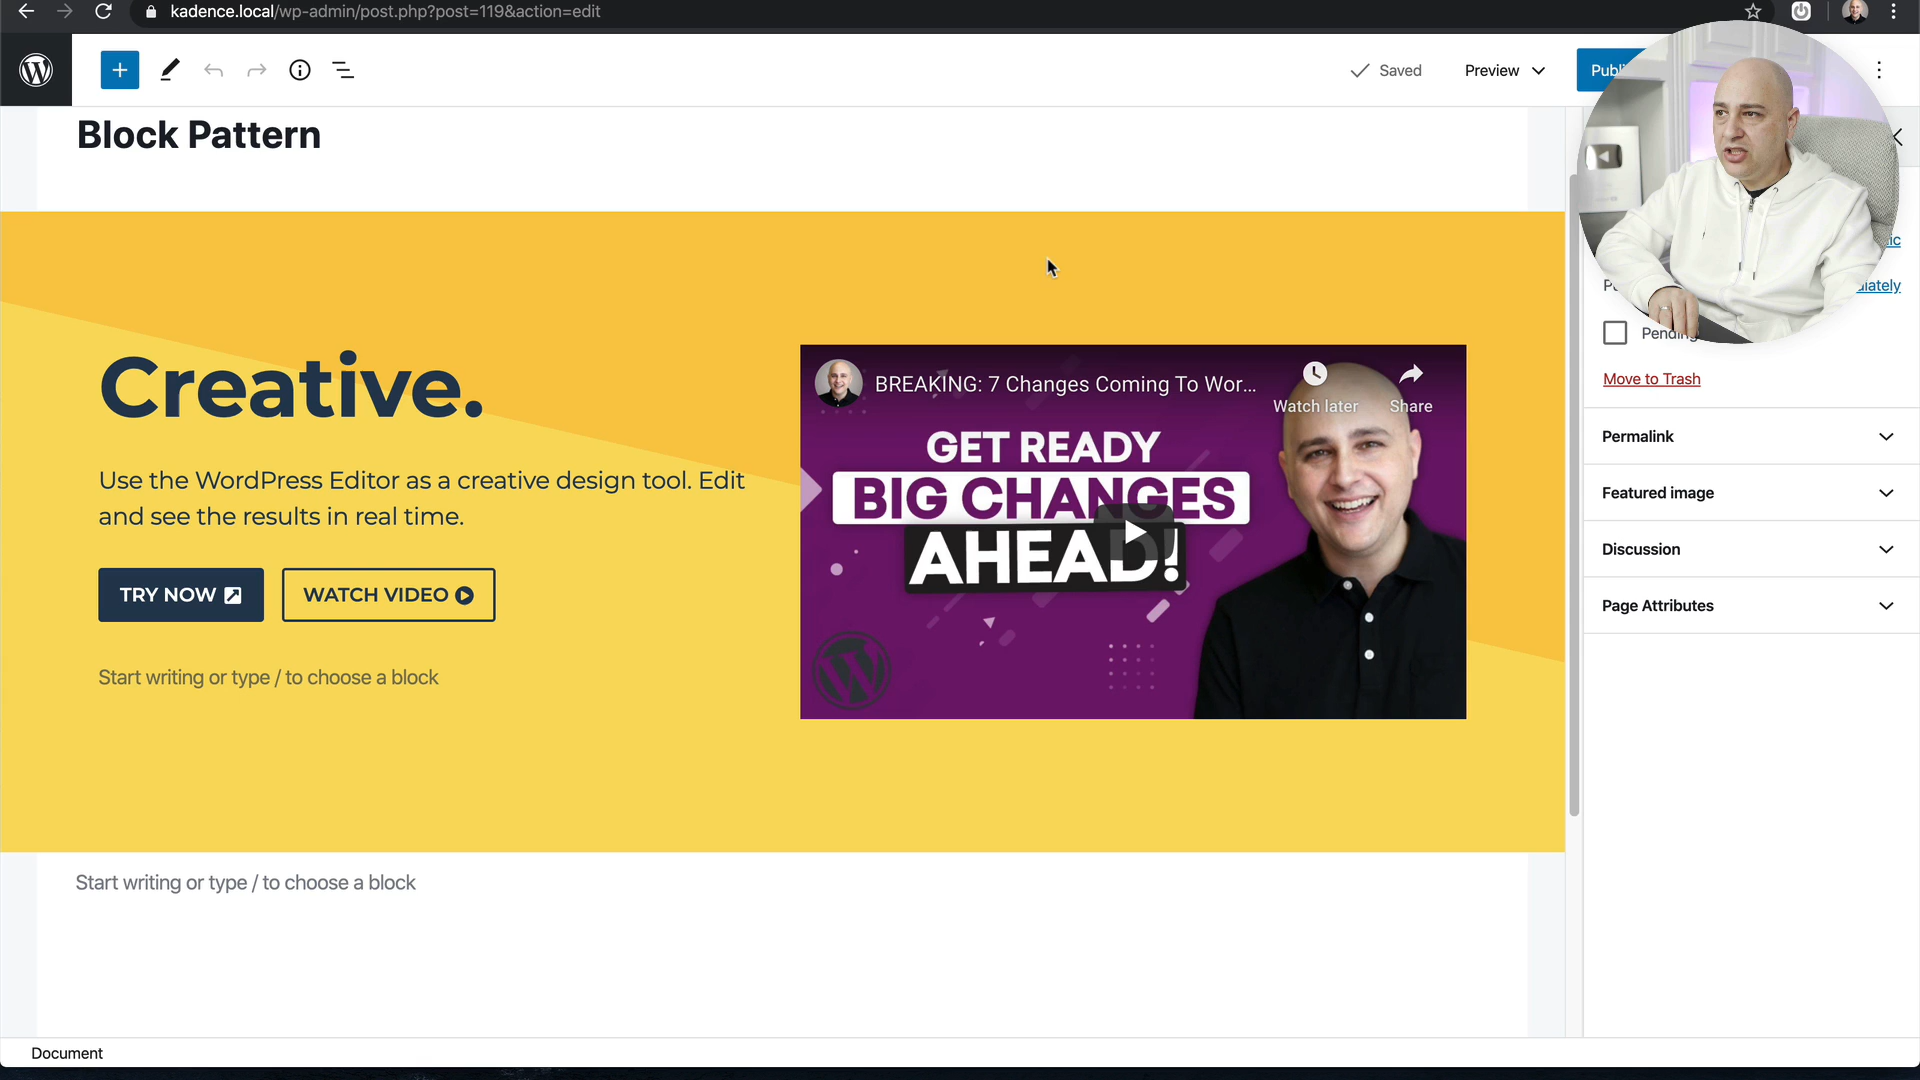 kadence.local/wp-admin/post.php?post=119&action=edit
Saved
Preview
Block Pattern
Creative.
Use the WordPress Editor as a creative design tool. Edit
and see the results in real time.
TRY NOW
WATCH VIDEO
Start writing or type / to choose a block
BREAKING: 7 Changes Coming To Wor...
Watch later
Share
GET READY
BIG CHANGES
AHEAD!
Start writing or type / to choose a block
Pending
Move to Trash
Permalink
Featured image
Discussion
Page Attributes
Document